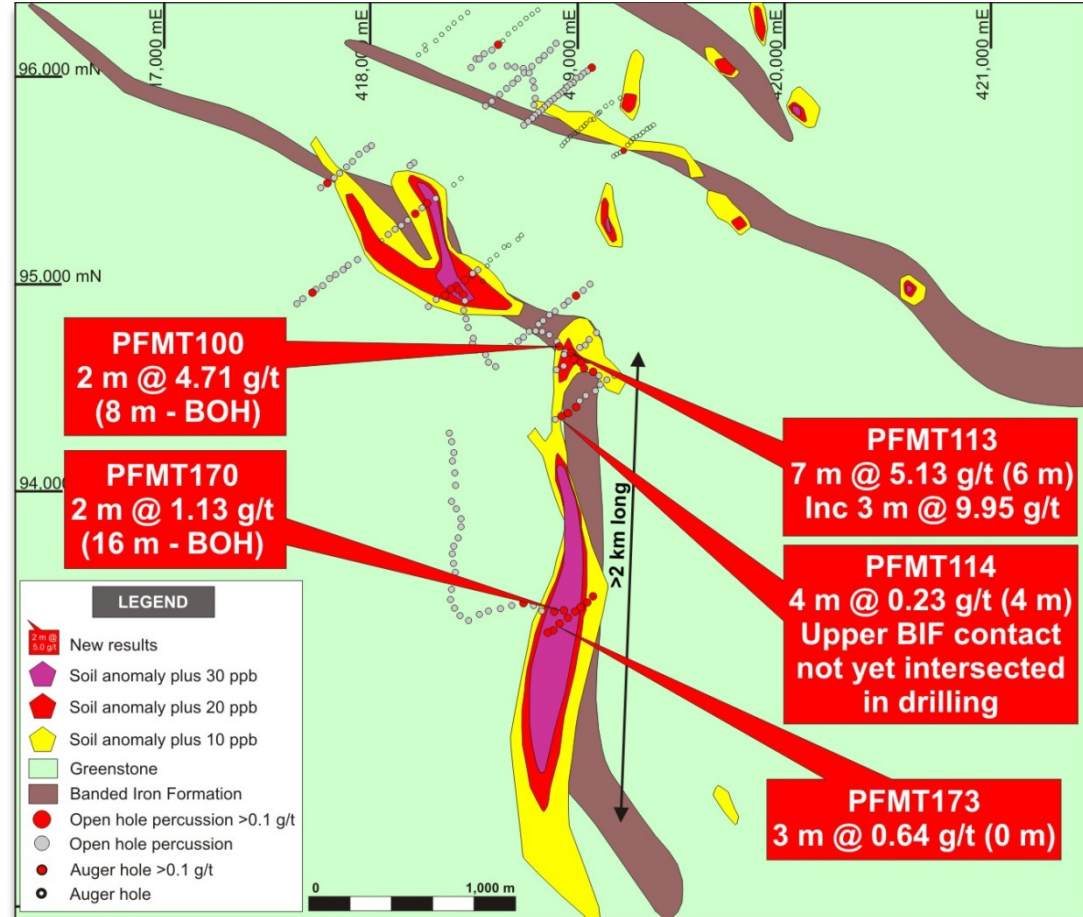 17,000 mE
418,000 mE
419,000 mE
420,000 mE
421,000 mE
96,000 mN
95,000 mN
94,000 mN
PFMT100
2 m @ 4.71 g/t
(8 m - BOH)
PFMT170
2 m @ 1.13 g/t
(16 m - BOH)
PFMT113
7 m @ 5.13 g/t (6 m)
Inc 3 m @ 9.95 g/t
PFMT114
4 m @ 0.23 g/t (4 m)
Upper BIF contact
not yet intersected
in drilling
PFMT173
3 m @ 0.64 g/t (0 m)
>2 km long
LEGEND
2 m @
5.0 g/t
New results
Soil anomaly plus 30 ppb
Soil anomaly plus 20 ppb
Soil anomaly plus 10 ppb
Greenstone
Banded Iron Formation
Open hole percussion >0.1 g/t
Open hole percussion
Auger hole >0.1 g/t
Auger hole
0
1,000 m